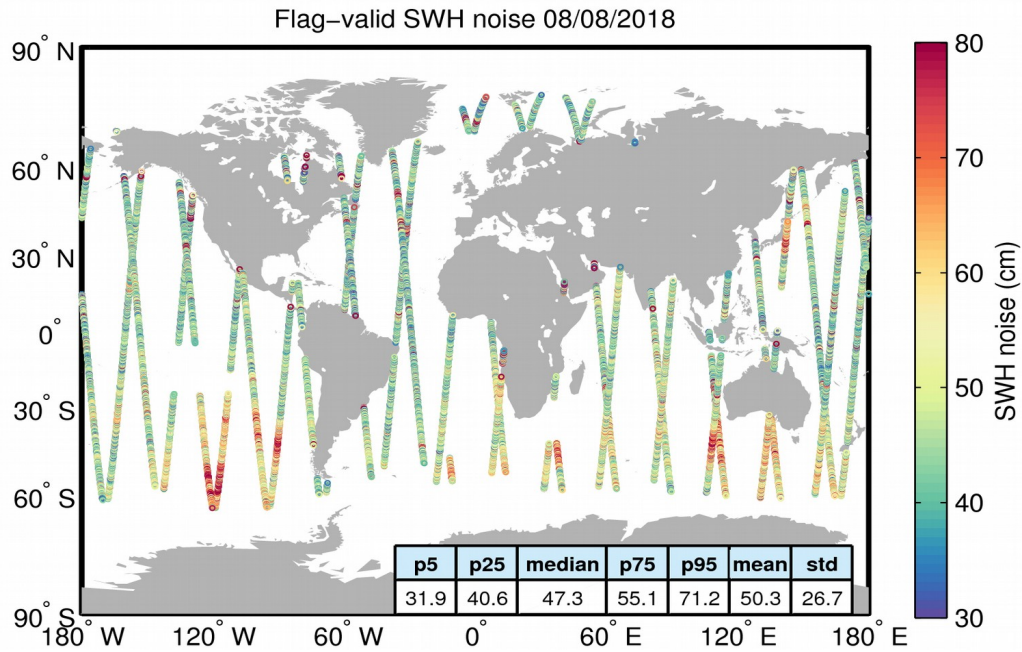 Flag–valid SWH noise 08/08/2018
90° N
60° N
30° N
0°
30° S
60° S
90° S
180° W
120° W
60° W
0°
60° E
120° E
180° E
p5 p25 median p75 p95 mean std
31.9 40.6 47.3 55.1 71.2 50.3 26.7
80
70
60
50
40
30
SWH noise (cm)